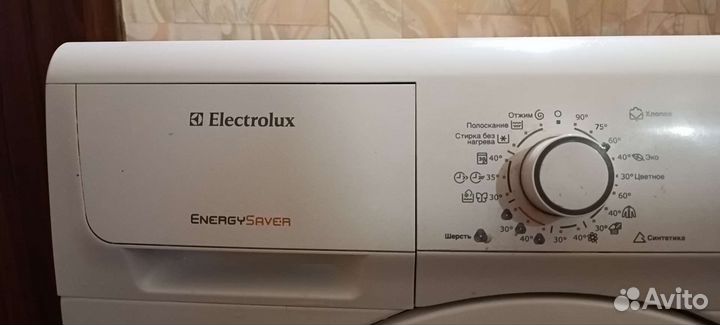 Electrolux
ENERGYSAVER
Отжим
Полоскание
Стирка без
нагрева
40°
35°
30°
Шерсть
30°
40°
30°
40°
30°
40°
60°
30° Цветное
40° Эко
60°
75°
90°
Хлопок
Синтетика
Avito